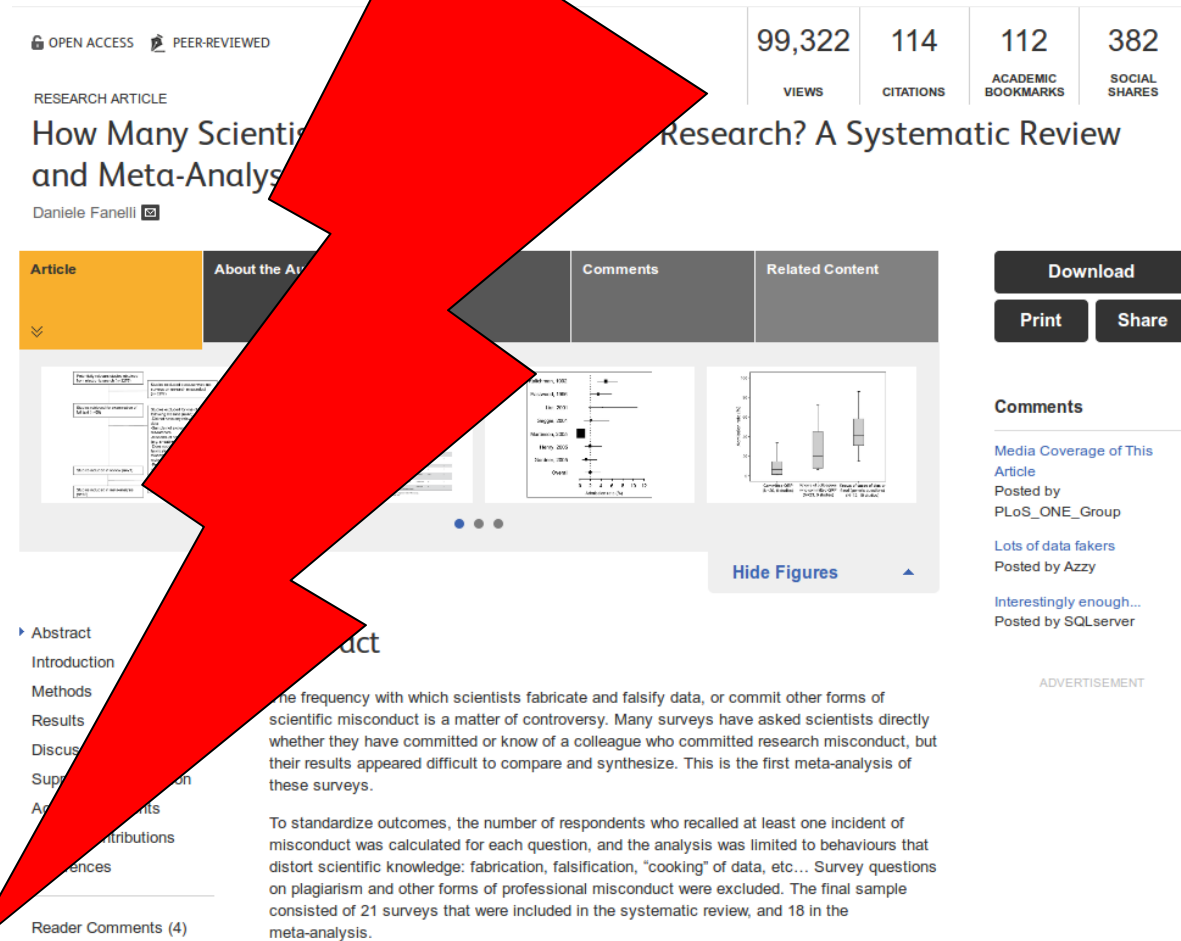 OPEN ACCESS PEER-REVIEWED
99,322 114 112 382
VIEWS CITATIONS ACADEMIC BOOKMARKS SOCIAL SHARES
RESEARCH ARTICLE
How Many Research? A Systematic Review
and
Daniele Fanelli
Article About the Comments Related Content
Download
Print Share
Hide Figures
Comments
Media Coverage of This
Article
Posted by
PLoS_ONE_Group
Lots of data fakers
Posted by Azzy
Interestingly enough...
Posted by SQLserver
ADVERTISEMENT
Abstract
Introduction
Methods
Results
Reader Comments (4)
The frequency with which scientists fabricate and falsify data, or commit other forms of
scientific misconduct is a matter of controversy. Many surveys have asked scientists directly
whether they have committed or know of a colleague who committed research misconduct, but
their results appeared difficult to compare and synthesize. This is the first meta-analysis of
these surveys.
To standardize outcomes, the number of respondents who recalled at least one incident of
misconduct was calculated for each question, and the analysis was limited to behaviours that
distort scientific knowledge: fabrication, falsification, “cooking” of data, etc… Survey questions
on plagiarism and other forms of professional misconduct were excluded. The final sample
consisted of 21 surveys that were included in the systematic review, and 18 in the
meta-analysis.